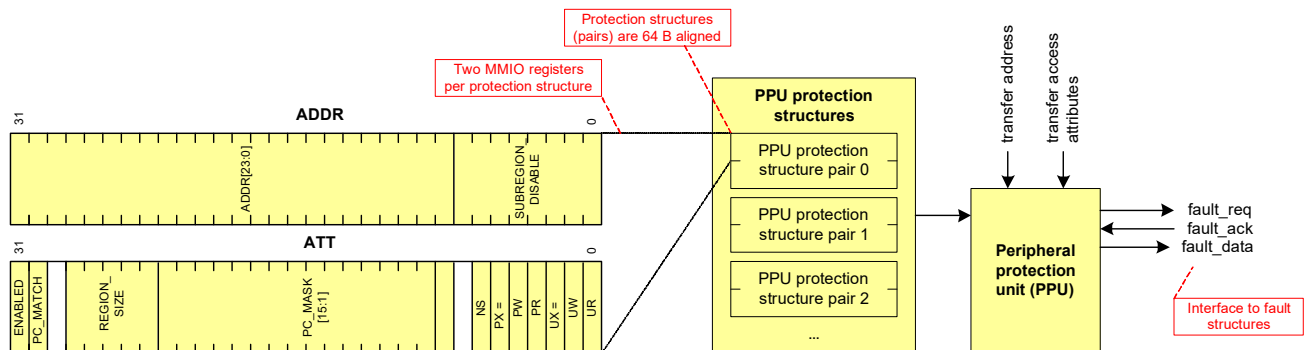 Protection structures
(pairs) are 64 B aligned
Two MMIO registers
per protection structure
31
ADDR
0
ADDR[23:0]
SUBREGION_
DISABLE
31
ATT
0
ENABLED
PC_MATCH
REGION_
SIZE
PC_MASK
[15:1]
NS
PX =
PW
PR
UX =
UW
UR
PPU protection
structures
PPU protection
structure pair 0
PPU protection
structure pair 1
PPU protection
structure pair 2
...
transfer address
transfer access
attributes
Peripheral
protection
unit (PPU)
fault_req
fault_ack
fault_data
Interface to fault
structures